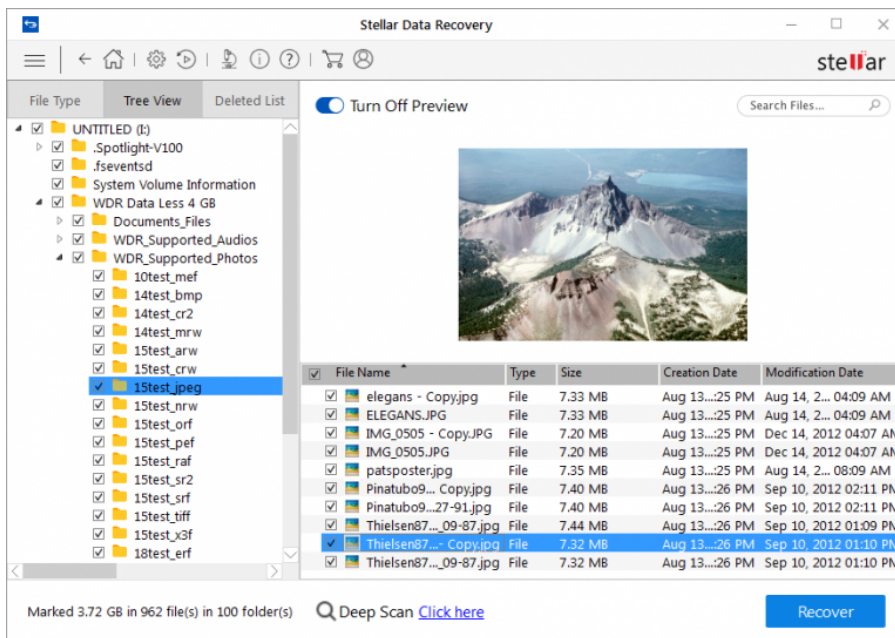 Stellar Data Recovery
stellar
File Type Tree View Deleted List
Turn Off Preview
Search Files...
UNTITLED (I:)
.Spotlight-V100
.fseventsd
System Volume Information
WDR Data Less 4 GB
Documents_Files
WDR_Supported_Audios
WDR_Supported_Photos
10test_mef
14test_bmp
14test_cr2
14test_mrw
15test_arw
15test_crw
15test_jpeg
15test_nrw
15test_orf
15test_pef
15test_raf
15test_sr2
15test_srf
15test_tiff
15test_x3f
18test_erf
File Name Type Size Creation Date Modification Date
elegans - Copy.jpg File 7.33 MB Aug 13...:25 PM Aug 14, 2... 04:09 AM
ELEGANS.JPG File 7.33 MB Aug 13...:25 PM Aug 14, 2... 04:09 AM
IMG_0505 - Copy.JPG File 7.20 MB Aug 13...:25 PM Dec 14, 2012 04:07 AM
IMG_0505.JPG File 7.20 MB Aug 13...:25 PM Dec 14, 2012 04:07 AM
patsposter.jpg File 7.35 MB Aug 13...:25 PM Aug 14, 2... 08:09 AM
Pinatubo9... Copy.jpg File 7.40 MB Aug 13...:26 PM Sep 10, 2012 02:11 PM
Pinatubo9...27-91.jpg File 7.40 MB Aug 13...:26 PM Sep 10, 2012 02:11 PM
Thielsen87..._09-87.jpg File 7.44 MB Aug 13...:26 PM Sep 10, 2012 01:09 PM
Thielsen87...- Copy.jpg File 7.32 MB Aug 13...:26 PM Sep 10, 2012 01:10 PM
Thielsen87..._09-87.jpg File 7.32 MB Aug 13...:26 PM Sep 10, 2012 01:10 PM
Marked 3.72 GB in 962 file(s) in 100 folder(s)
Deep Scan Click here
Recover